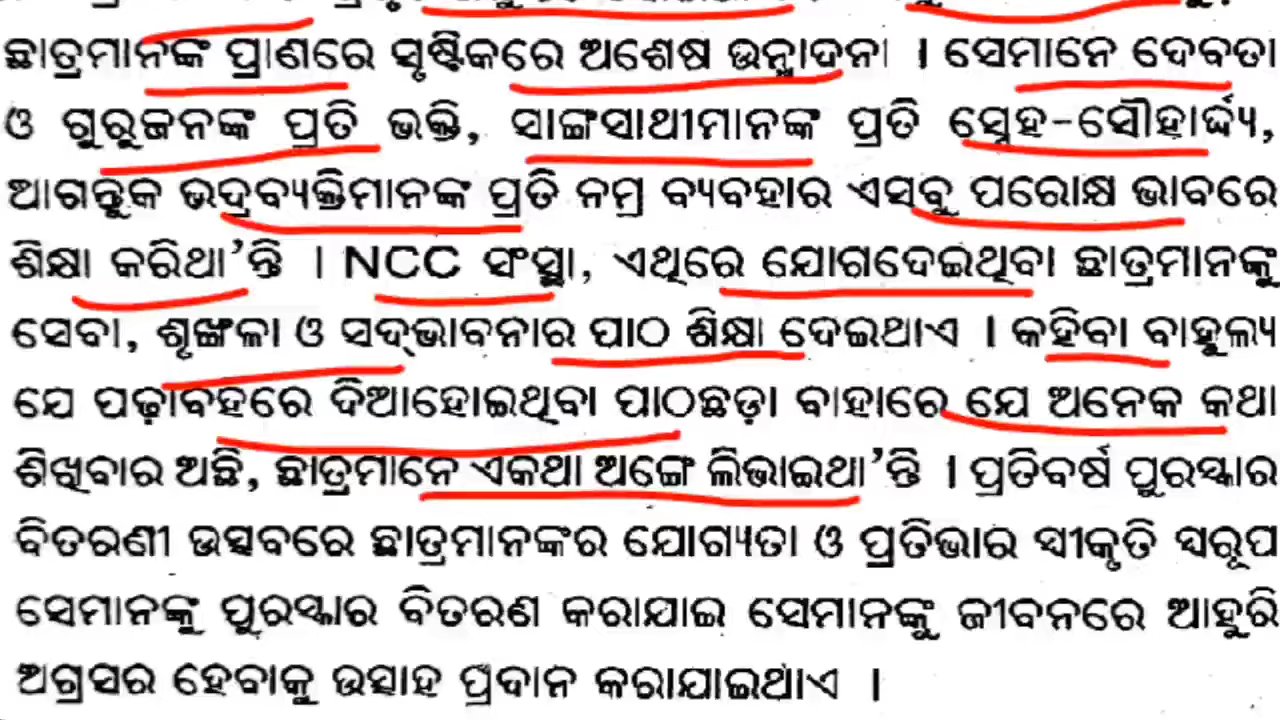 ଛାତ୍ରମାନଙ୍କ ପ୍ରାଣରେ ସୃଷ୍ଟିକରେ ଅଶେଷ ଉନ୍ମାଦନା । ସେମାନେ ଦେବତା
ଓ ଗୁରୁଜନଙ୍କ ପ୍ରତି ଭକ୍ତି, ସାଙ୍ଗସାଥୀମାନଙ୍କ ପ୍ରତି ସ୍ନେହ-ସୌହାର୍ଦ୍ଦ୍ୟ,
ଆଗନ୍ତୁକ ଭଦ୍ରବ୍ୟକ୍ତିମାନଙ୍କ ପ୍ରତି ନମ୍ର ବ୍ୟବହାର ଏସବୁ ପରୋକ୍ଷ ଭାବରେ
ଶିକ୍ଷା କରିଥା’ନ୍ତି । NCC ସଂସ୍ଥା, ଏଥିରେ ଯୋଗଦେଇଥିବା ଛାତ୍ରମାନଙ୍କୁ
ସେବା, ଶୃଙ୍ଖଳା ଓ ସଦ୍‌ଭାବନାର ପାଠ ଶିକ୍ଷା ଦେଇଥାଏ । କହିବା ବାହୁଲ୍ୟ
ଯେ ପଢ଼ାବହରେ ଦିଆହୋଇଥିବା ପାଠଛଡ଼ା ବାହାରେ ଯେ ଅନେକ କଥା
ଶିଖିବାର ଅଛି, ଛାତ୍ରମାନେ ଏକଥା ଅଙ୍ଗେ ଲିଭାଇଥା’ନ୍ତି । ପ୍ରତିବର୍ଷ ପୁରସ୍କାର
ବିତରଣୀ ଉତ୍ସବରେ ଛାତ୍ରମାନଙ୍କର ଯୋଗ୍ୟତା ଓ ପ୍ରତିଭାର ସ୍ୱୀକୃତି ସ୍ୱରୂପ
ସେମାନଙ୍କୁ ପୁରସ୍କାର ବିତରଣ କରାଯାଇ ସେମାନଙ୍କୁ ଜୀବନରେ ଆହୁରି
ଅଗ୍ରସର ହେବାକୁ ଉତ୍ସାହ ପ୍ରଦାନ କରାଯାଇଥାଏ ।